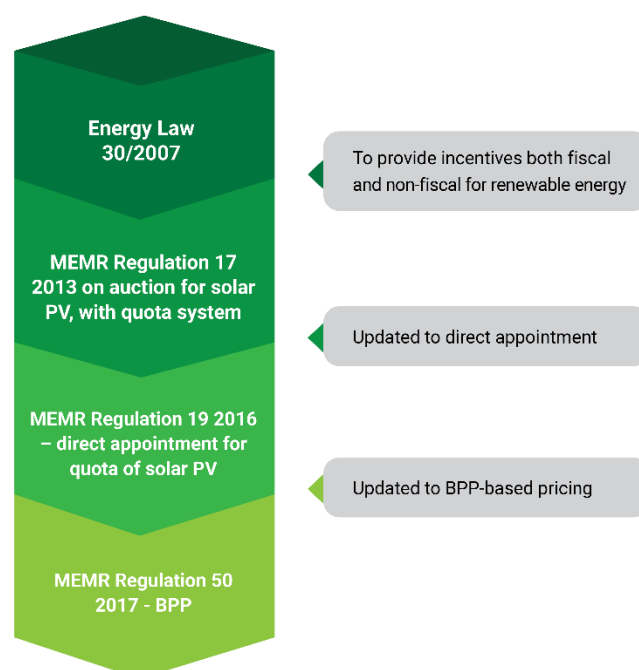 Energy Law
30/2007
To provide incentives both fiscal
and non-fiscal for renewable energy
MEMR Regulation 17
2013 on auction for solar
PV, with quota system
Updated to direct appointment
MEMR Regulation 19 2016
– direct appointment for
quota of solar PV
Updated to BPP-based pricing
MEMR Regulation 50
2017 - BPP